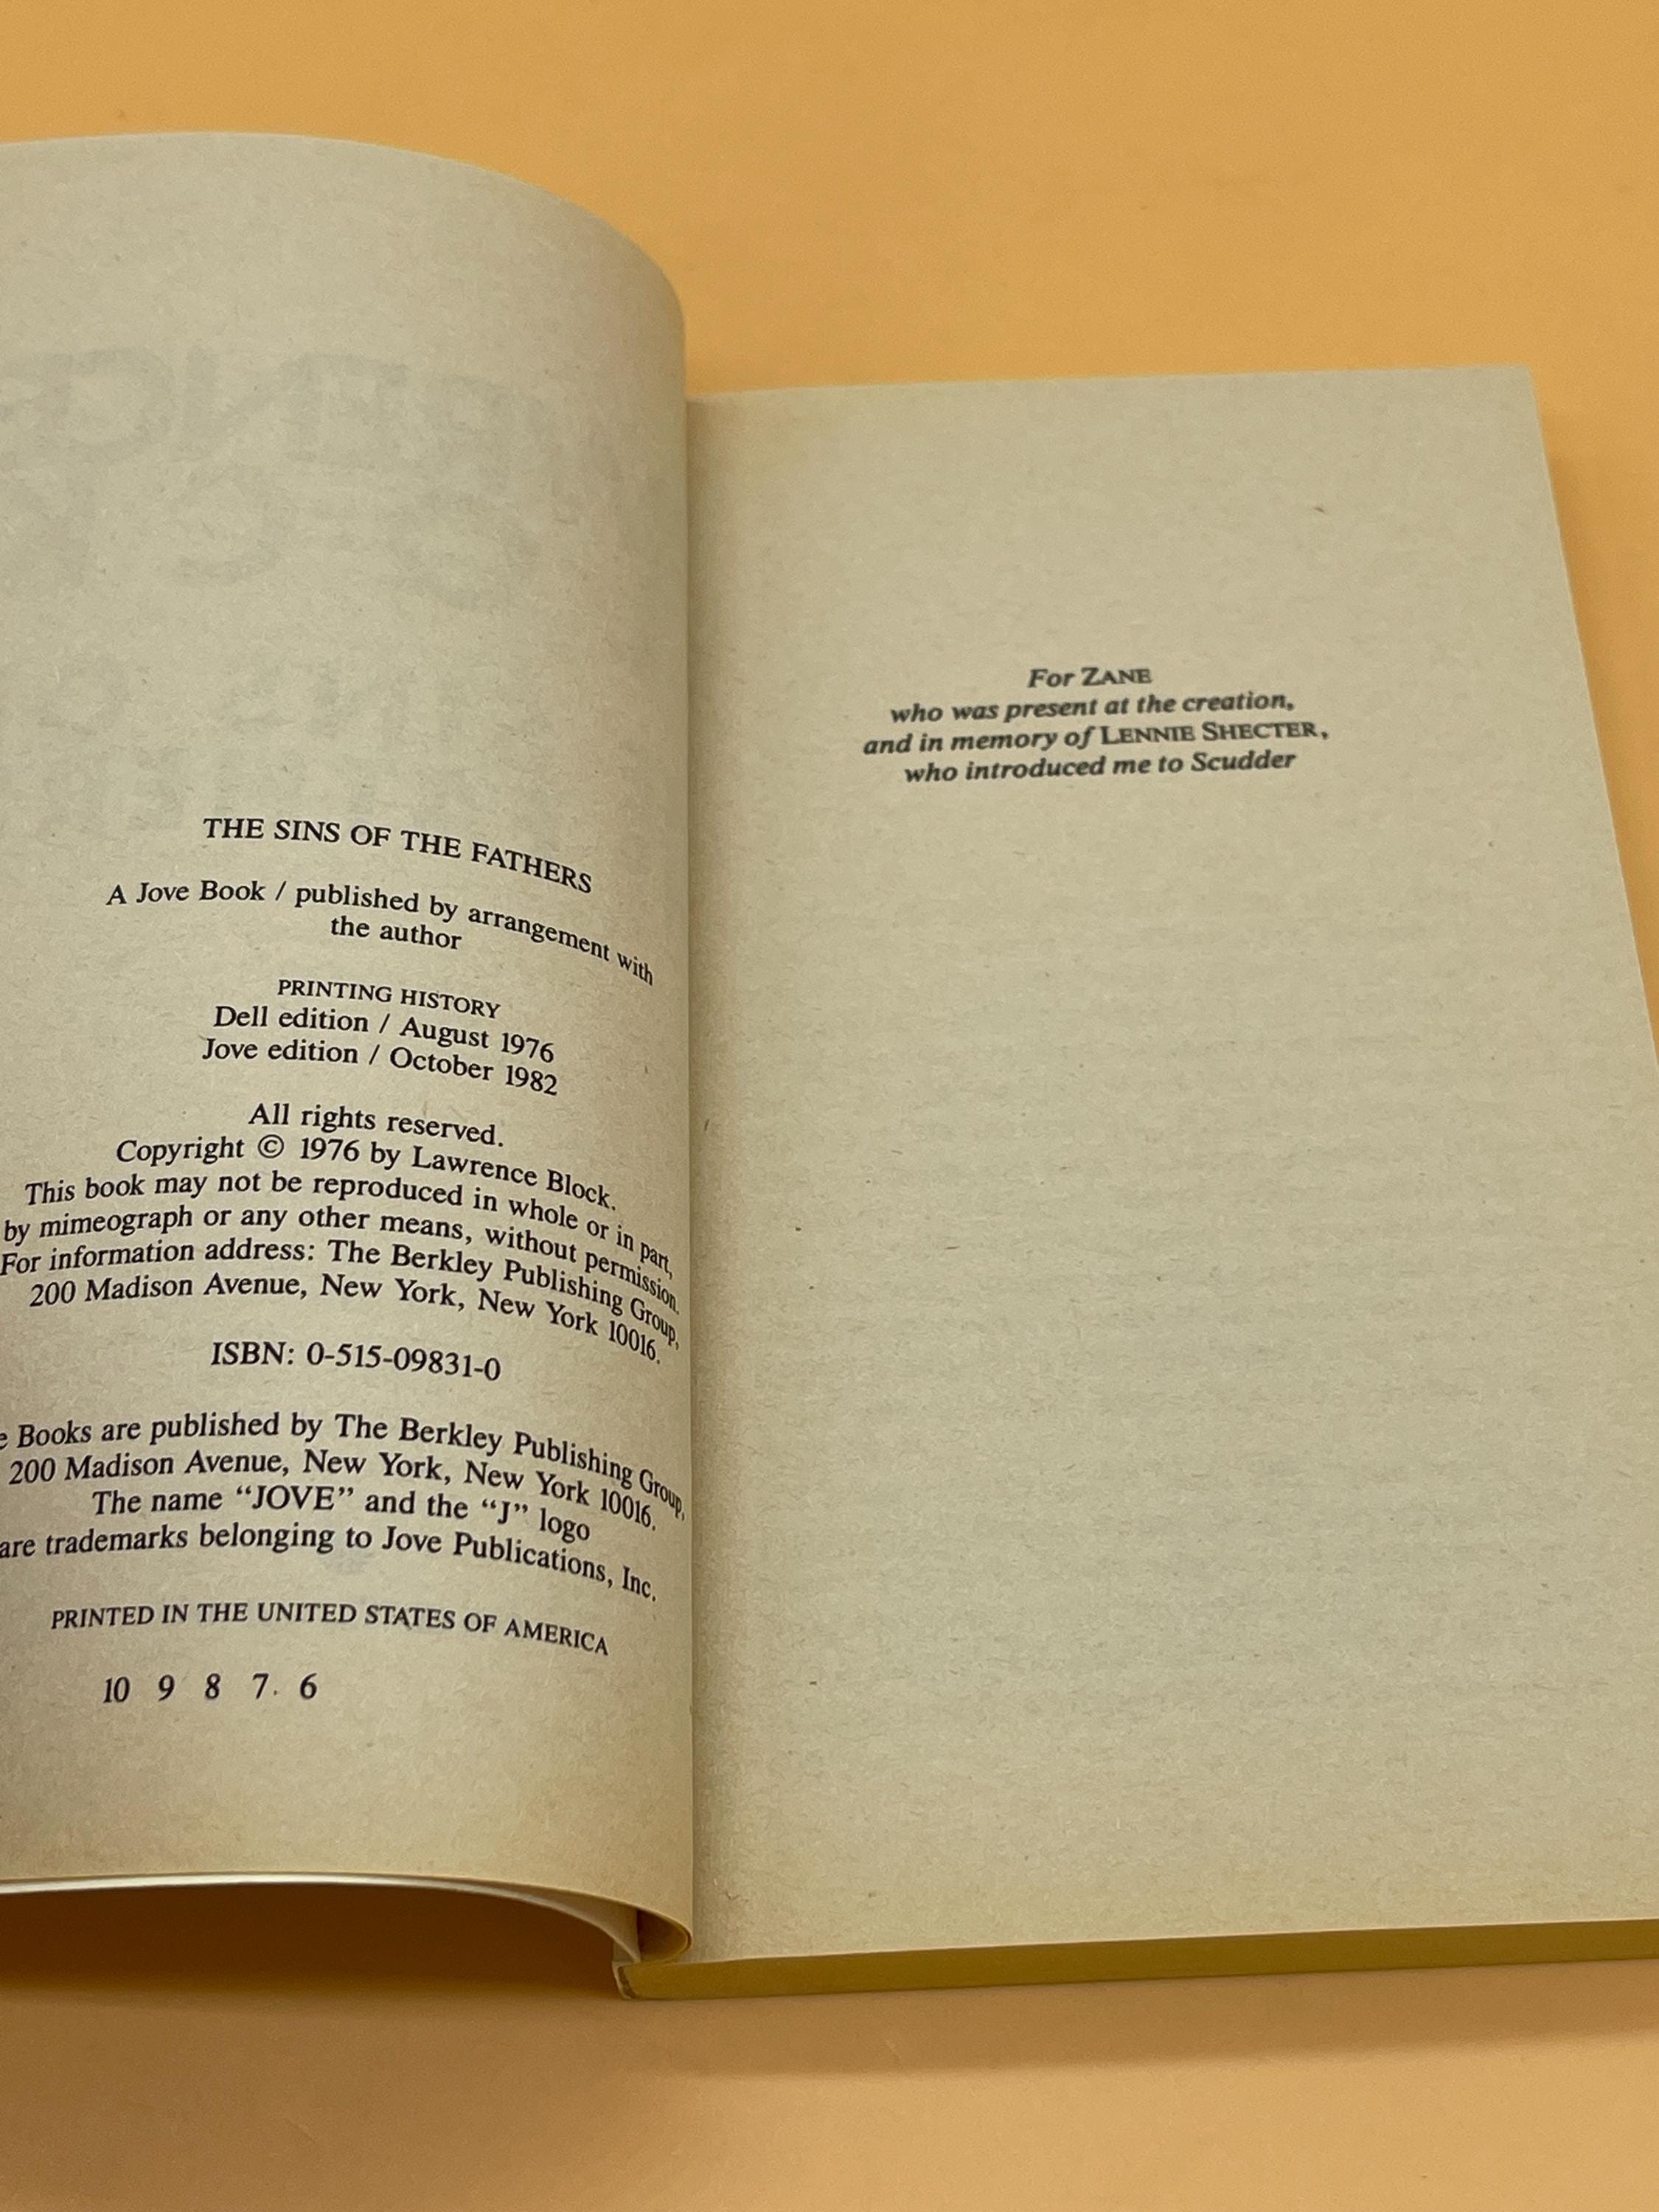 THE SINS OF THE FATHERS
A Jove Book / published by arrangement with
the author
PRINTING HISTORY
Dell edition / August 1976
Jove edition / October 1982
All rights reserved.
Copyright © 1976 by Lawrence Block.
This book may not be reproduced in whole or in part,
by mimeograph or any other means, without permission.
For information address: The Berkley Publishing Group,
200 Madison Avenue, New York, New York 10016.
ISBN: 0-515-09831-0
Books are published by The Berkley Publishing Group,
200 Madison Avenue, New York, New York 10016.
The name “JOVE” and the “J” logo
are trademarks belonging to Jove Publications, Inc.
PRINTED IN THE UNITED STATES OF AMERICA
10 9 8 7 6
For ZANE
who was present at the creation,
and in memory of LENNIE SHECTER,
who introduced me to Scudder